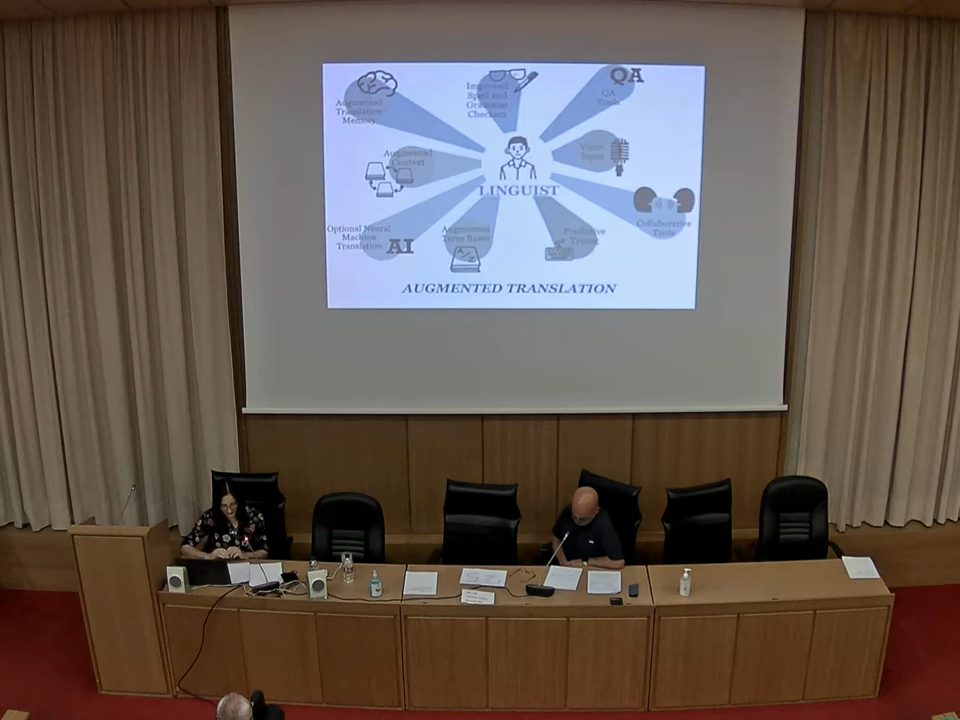 Augmented
Translation
Memory
Improved
Spell and
Grammar
Checkers
QA
QA
Tools
Augmented
Context
Voice
Input
LINGUIST
Optional Neural
Machine
Translation
AI
Augmented
Term Bases
A/Z
Predictive
Typing
Collaborative
Tools
AUGMENTED TRANSLATION